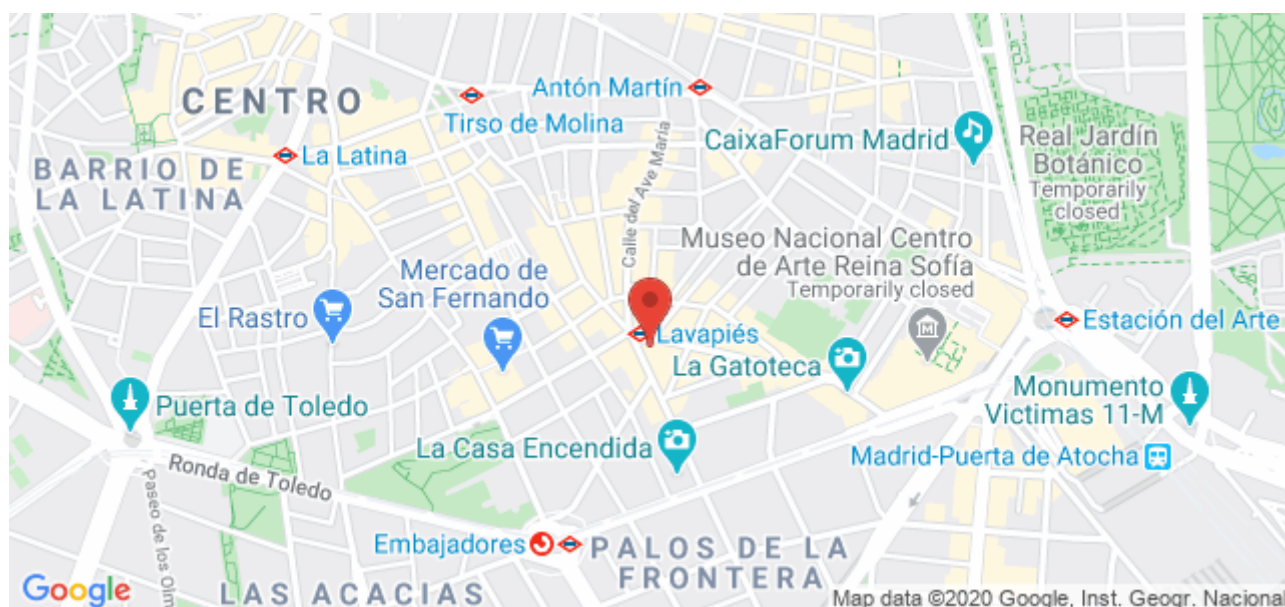 Antón Martín
CENTRO
Tirso de Molina
CaixaForum Madrid
Real Jardín
Botánico
Temporarily
closed
La Latina
BARRIO DE
LA LATINA
Calle del Ave María
Museo Nacional Centro
de Arte Reina Sofía
Temporarily closed
Mercado de
San Fernando
El Rastro
Lavapiés
Estación del Arte
La Gatoteca
Monumento
Victimas 11-M
Puerta de Toledo
La Casa Encendida
Madrid-Puerta de Atocha
Ronda de Toledo
Paseo de los Olm
Embajadores
PALOS DE LA
FRONTERA
LAS ACACIAS
Google
Map data ©2020 Google, Inst. Geogr. Naciona